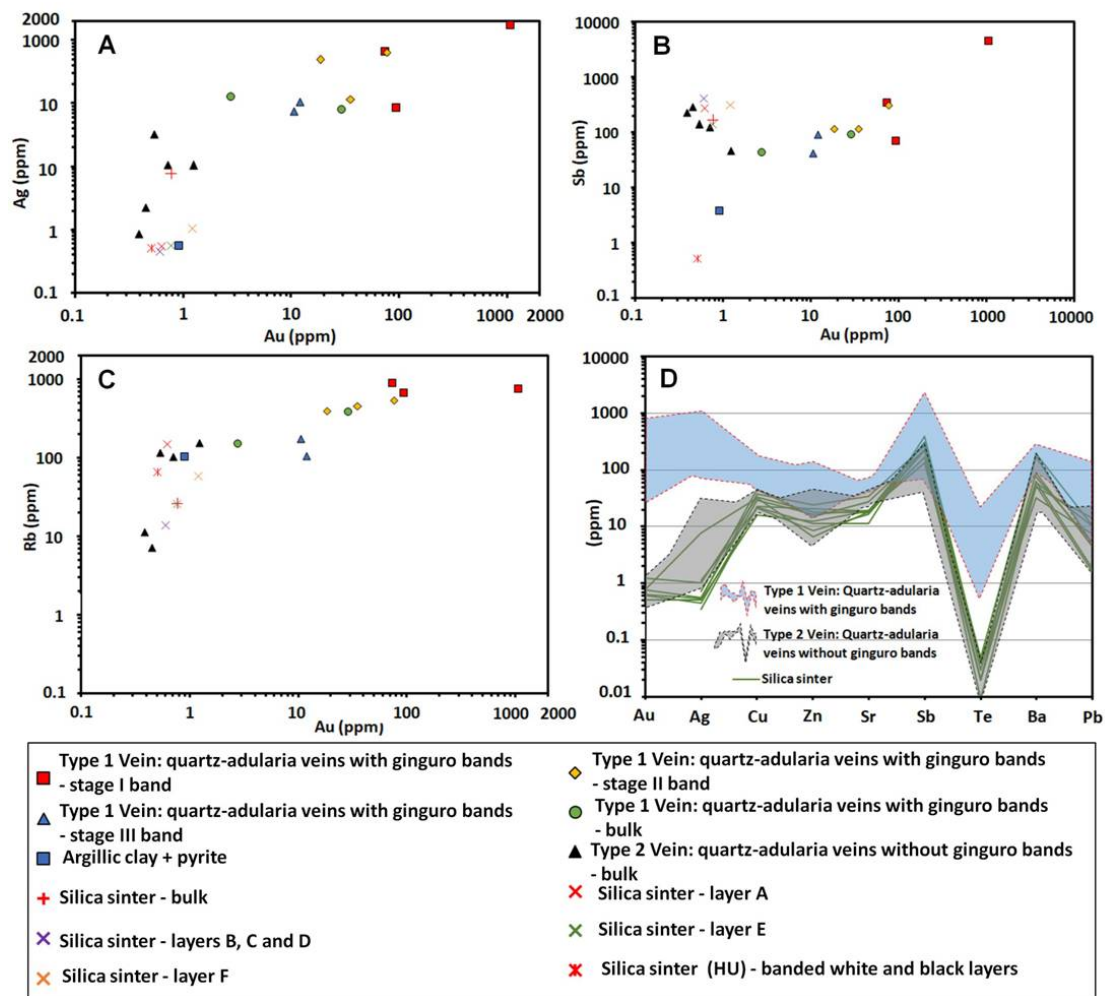 A
2000
1000
100
10
1
0.1
Ag (ppm)
0.1 1 10 100 1000 2000
Au (ppm)
B
10000
1000
100
10
1
0.1
Sb (ppm)
0.1 1 10 100 1000 10000
Au (ppm)
C
2000
1000
100
10
1
0.1
Rb (ppm)
0.1 1 10 100 1000 2000
Au (ppm)
D
10000
1000
100
10
1
0.1
0.01
(ppm)
Type 1 Vein: Quartz-adularia
veins with ginguro bands
Type 2 Vein: Quartz-adularia
veins without ginguro bands
Silica sinter
Au Ag Cu Zn Sr Sb Te Ba Pb
Type 1 Vein: quartz-adularia veins with ginguro bands
- stage I band
Type 1 Vein: quartz-adularia veins with ginguro bands
- stage III band
Argillic clay + pyrite
Silica sinter - bulk
Silica sinter - layers B, C and D
Silica sinter - layer F
Type 1 Vein: quartz-adularia veins with ginguro bands
- stage II band
Type 1 Vein: quartz-adularia veins with ginguro bands
- bulk
Type 2 Vein: quartz-adularia veins without ginguro bands
- bulk
Silica sinter - layer A
Silica sinter - layer E
Silica sinter (HU) - banded white and black layers